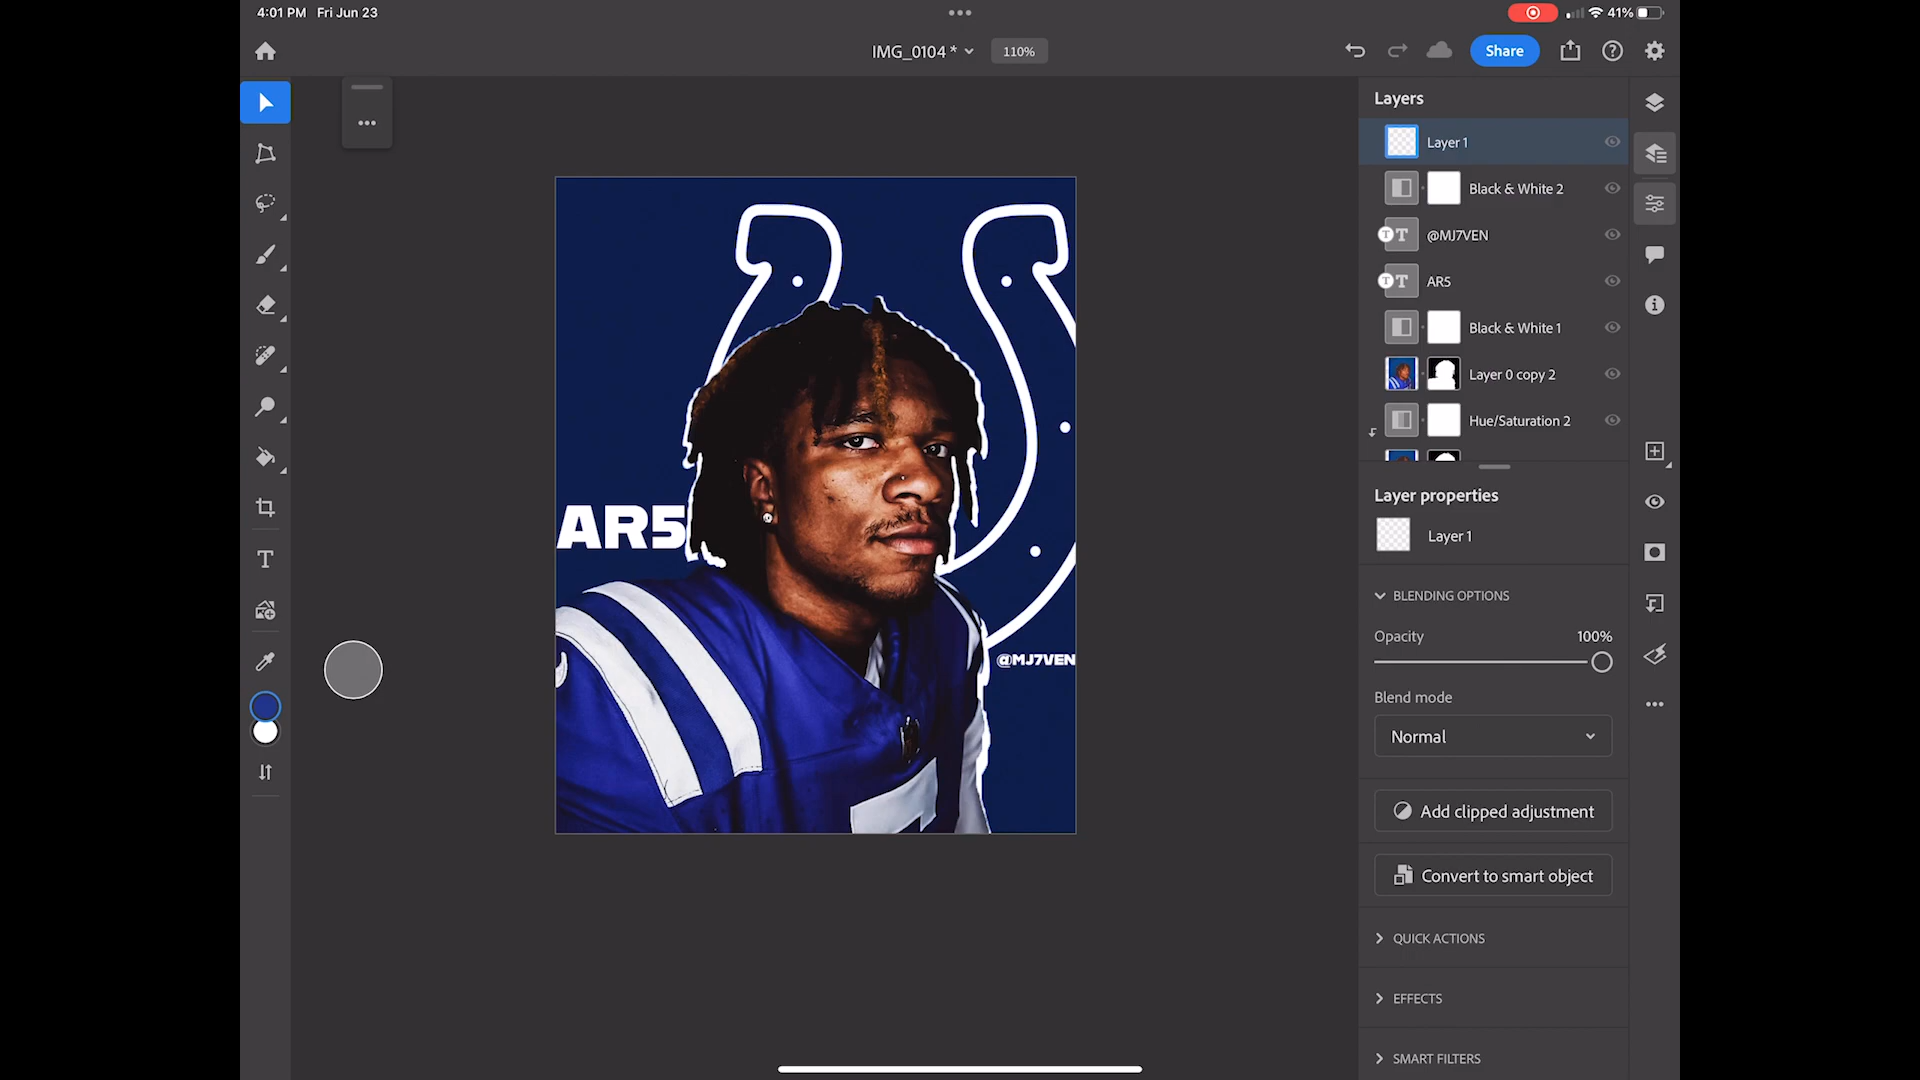 4:01 PM Fri Jun 23
41%
IMG_0104 *
110%
Share
Layers
Layer 1
Black & White 2
T @MJ7VEN
T ARS
Black & White 1
Layer 0 copy 2
Hue/Saturation 2
AR5
@MJ7VEN
Layer properties
Layer 1
BLENDING OPTIONS
Opacity 100%
Blend mode
Normal
Add clipped adjustment
Convert to smart object
QUICK ACTIONS
EFFECTS
SMART FILTERS